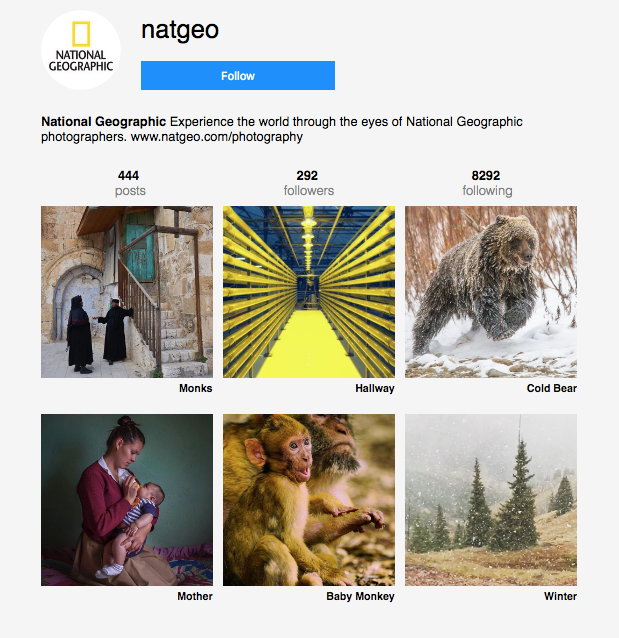 NATIONAL
GEOGRAPHIC
natgeo
Follow
National Geographic Experience the world through the eyes of National Geographic
photographers. www.natgeo.com/photography
444 292 8292
posts followers following
Monks Hallway Cold Bear
Mother Baby Monkey Winter